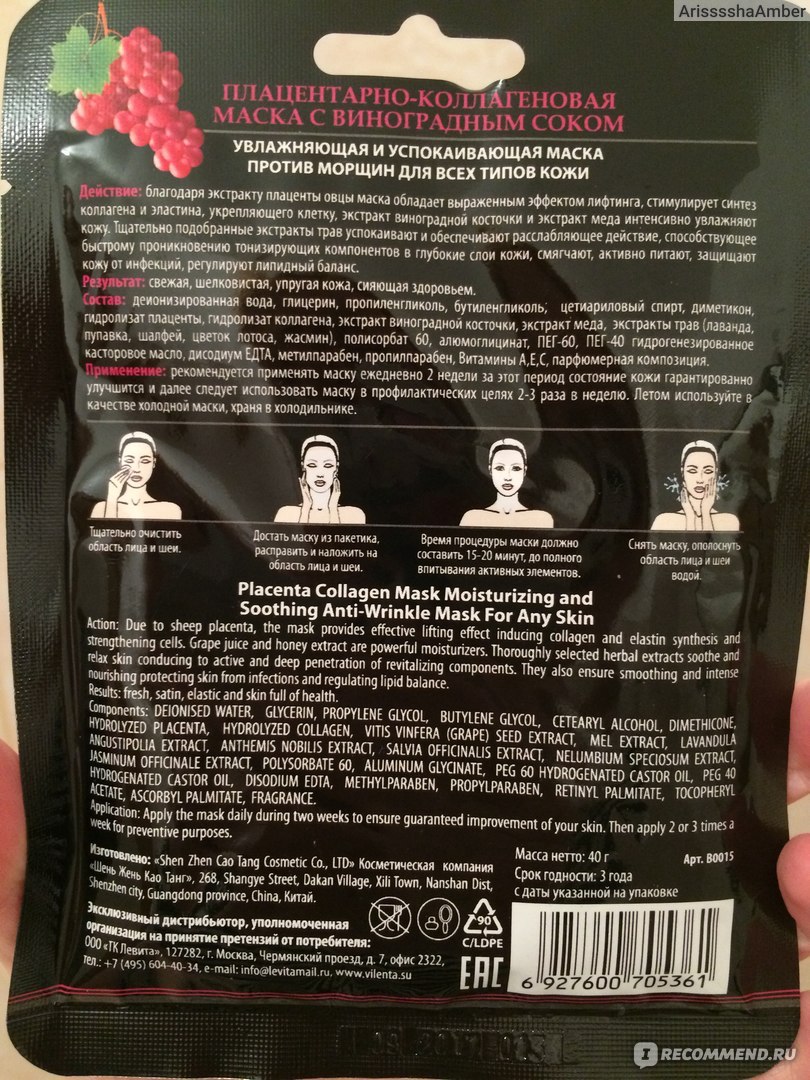 ArisssshaAmber
ПЛАЦЕНТАРНО-КОЛЛАГЕНОВАЯ
МАСКА С ВИНОГРАДНЫМ СОКОМ
УВЛАЖНЯЮЩАЯ И УСПОКАИВАЮЩАЯ МАСКА
ПРОТИВ МОРЩИН ДЛЯ ВСЕХ ТИПОВ КОЖИ
Действие: благодаря экстракту плаценты овцы маска обладает выраженным эффектом лифтинга, стимулирует синтез
коллагена и эластина, укрепляющего клетку, экстракт виноградной косточки и экстракт меда интенсивно увлажняют
кожу. Тщательно подобранные экстракты трав успокаивают и обеспечивают расслабляющее действие, способствующее
быстрому проникновению тонизирующих компонентов в глубокие слои кожи, смягчают, активно питают, защищают
кожу от инфекций, регулируют липидный баланс.
Результат: свежая, шелковистая, упругая кожа, сияющая здоровьем.
Состав: деионизированная вода, глицерин, пропиленгликоль, бутиленгликоль; цетиариловый спирт, диметикон,
гидролизат плаценты, гидролизат коллагена, экстракт виноградной косточки, экстракт меда, экстракты трав (лаванда,
пупавка, шалфей, цветок лотоса, жасмин), полисорбат 60, алюмоглицинат, ПЕГ-60, ПЕГ-40 гидрогенезированное
касторовое масло, дисодиум ЕДТА, метилпарабен, пропилпарабен, Витамины А,Е,С, парфюмерная композиция.
Применение: рекомендуется применять маску ежедневно 2 недели за этот период состояние кожи гарантированно
улучшится и далее следует использовать маску в профилактических целях 2-3 раза в неделю. Летом используйте в
качестве холодной маски, храня в холодильнике.
Тщательно очистить
область лица и шеи.
Достать маску из пакетика,
расправить и наложить на
область лица и шеи.
Время процедуры маски должно
составить 15-20 минут, до полного
впитывания активных элементов.
Снять маску, ополоснуть
область лица и шеи
водой.
Placenta Collagen Mask Moisturizing and
Soothing Anti-Wrinkle Mask For Any Skin
Action: Due to sheep placenta, the mask provides effective lifting effect inducing collagen and elastin synthesis and
strengthening cells. Grape juice and honey extract are powerful moisturizers. Thoroughly selected herbal extracts soothe and
relax skin conducing to active and deep penetration of revitalizing components. They also ensure smoothing and intense
nourishing protecting skin from infections and regulating lipid balance.
Results: fresh, satin, elastic and skin full of health.
Components: DEIONISED WATER, GLYCERIN, PROPYLENE GLYCOL, BUTYLENE GLYCOL, CETEARYL ALCOHOL, DIMETHICONE,
HYDROLYZED PLACENTA, HYDROLYZED COLLAGEN, VITIS VINFERA (GRAPE) SEED EXTRACT, MEL EXTRACT, LAVANDULA
ANGUSTIPOLIA EXTRACT, ANTHEMIS NOBILIS EXTRACT, SALVIA OFFICINALIS EXTRACT, NELUMBIUM SPECIOSUM EXTRACT,
JASMINUM OFFICINALE EXTRACT, POLYSORBATE 60, ALUMINUM GLYCINATE, PEG 60 HYDROGENATED CASTOR OIL, PEG 40
HYDROGENATED CASTOR OIL, DISODIUM EDTA, METHYLPARABEN, PROPYLPARABEN, RETINYL PALMITATE, TOCOPHERYL
ACETATE, ASCORBYL PALMITATE, FRAGRANCE.
Application: Apply the mask daily during two weeks to ensure guaranteed improvement of your skin. Then apply 2 or 3 times a
week for preventive purposes.
Изготовлено: «Shen Zhen Cao Tang Cosmetic Co., LTD» Косметическая компания
«Шень Жень Као Танг», 268, Shangye Street, Dakan Village, Xili Town, Nanshan Dist,
Shenzhen city, Guangdong province, China, Китай.
Эксклюзивный дистрибьютор, уполномоченная
организация на принятие претензий от потребителя:
ООО «ТК Левита», 127282, г. Москва, Чермянский проезд, д. 7, офис 2322,
тел.: +7 (495) 604-40-34, e-mail: info@levitamail.ru, www.vilenta.su
Масса нетто: 40 г
Арт. B0015
Срок годности: 3 года
с даты указанной на упаковке
90
C/LDPE
EAC
6 927600 705361
IRECOMMEND.RU